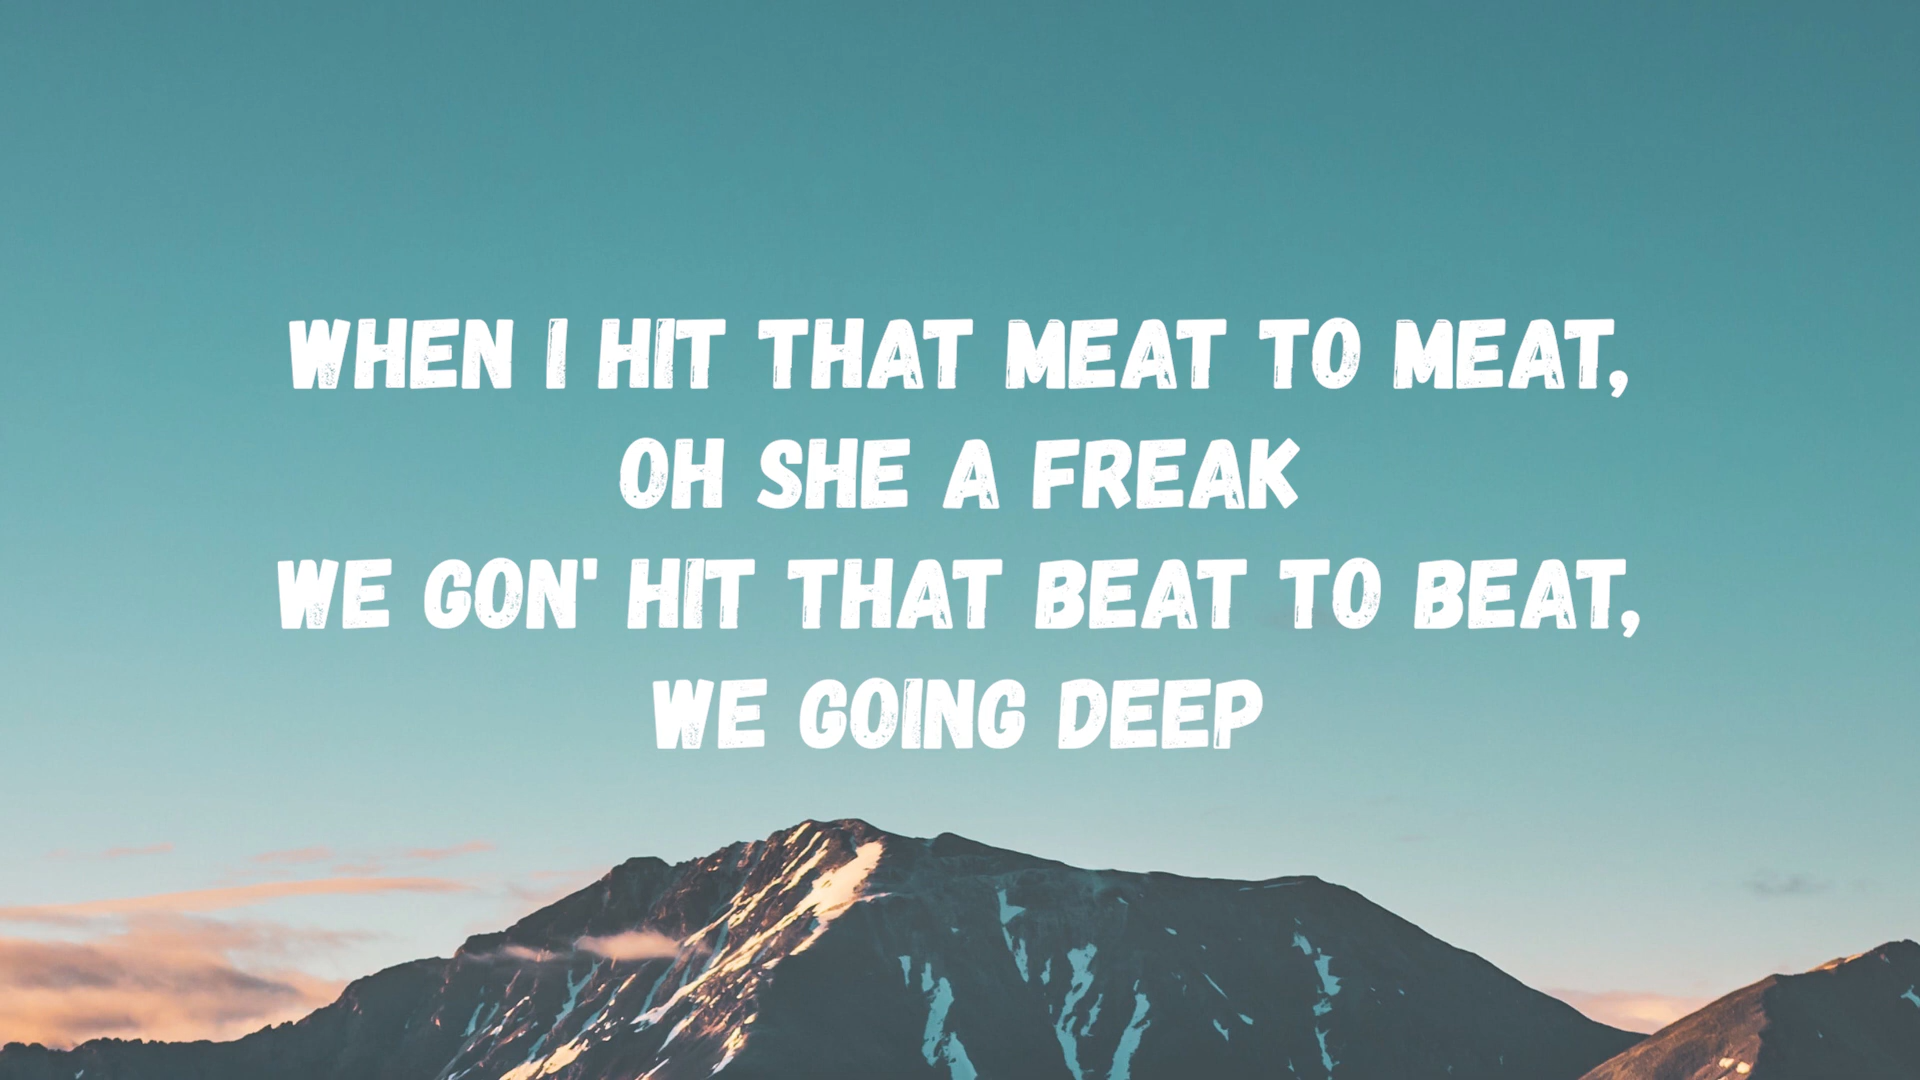 WHEN I HIT THAT MEAT TO MEAT,
OH SHE A FREAK
WE GON' HIT THAT BEAT TO BEAT,
WE GOING DEEP